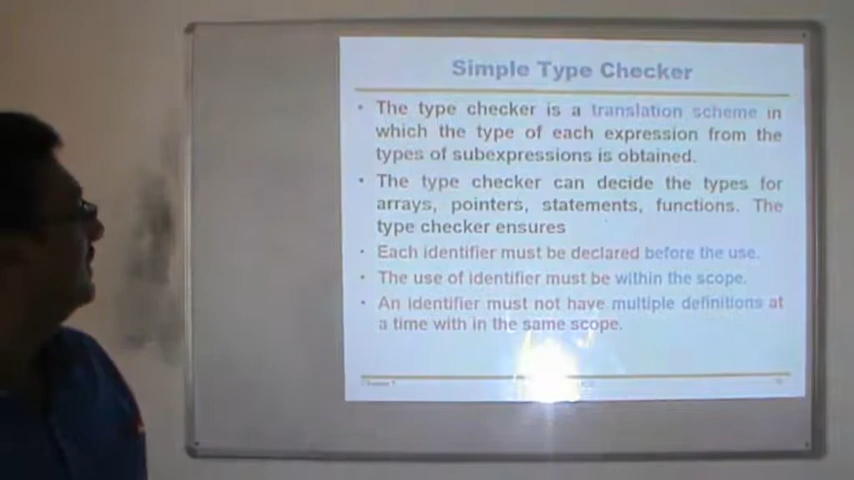 Simple Type Checker
• The type checker is a translation scheme in
which the type of each expression from the
types of subexpressions is obtained.
• The type checker can decide the types for
arrays, pointers, statements, functions. The
type checker ensures
• Each identifier must be declared before the use.
• The use of identifier must be within the scope.
• An identifier must not have multiple definitions at
a time with in the same scope.